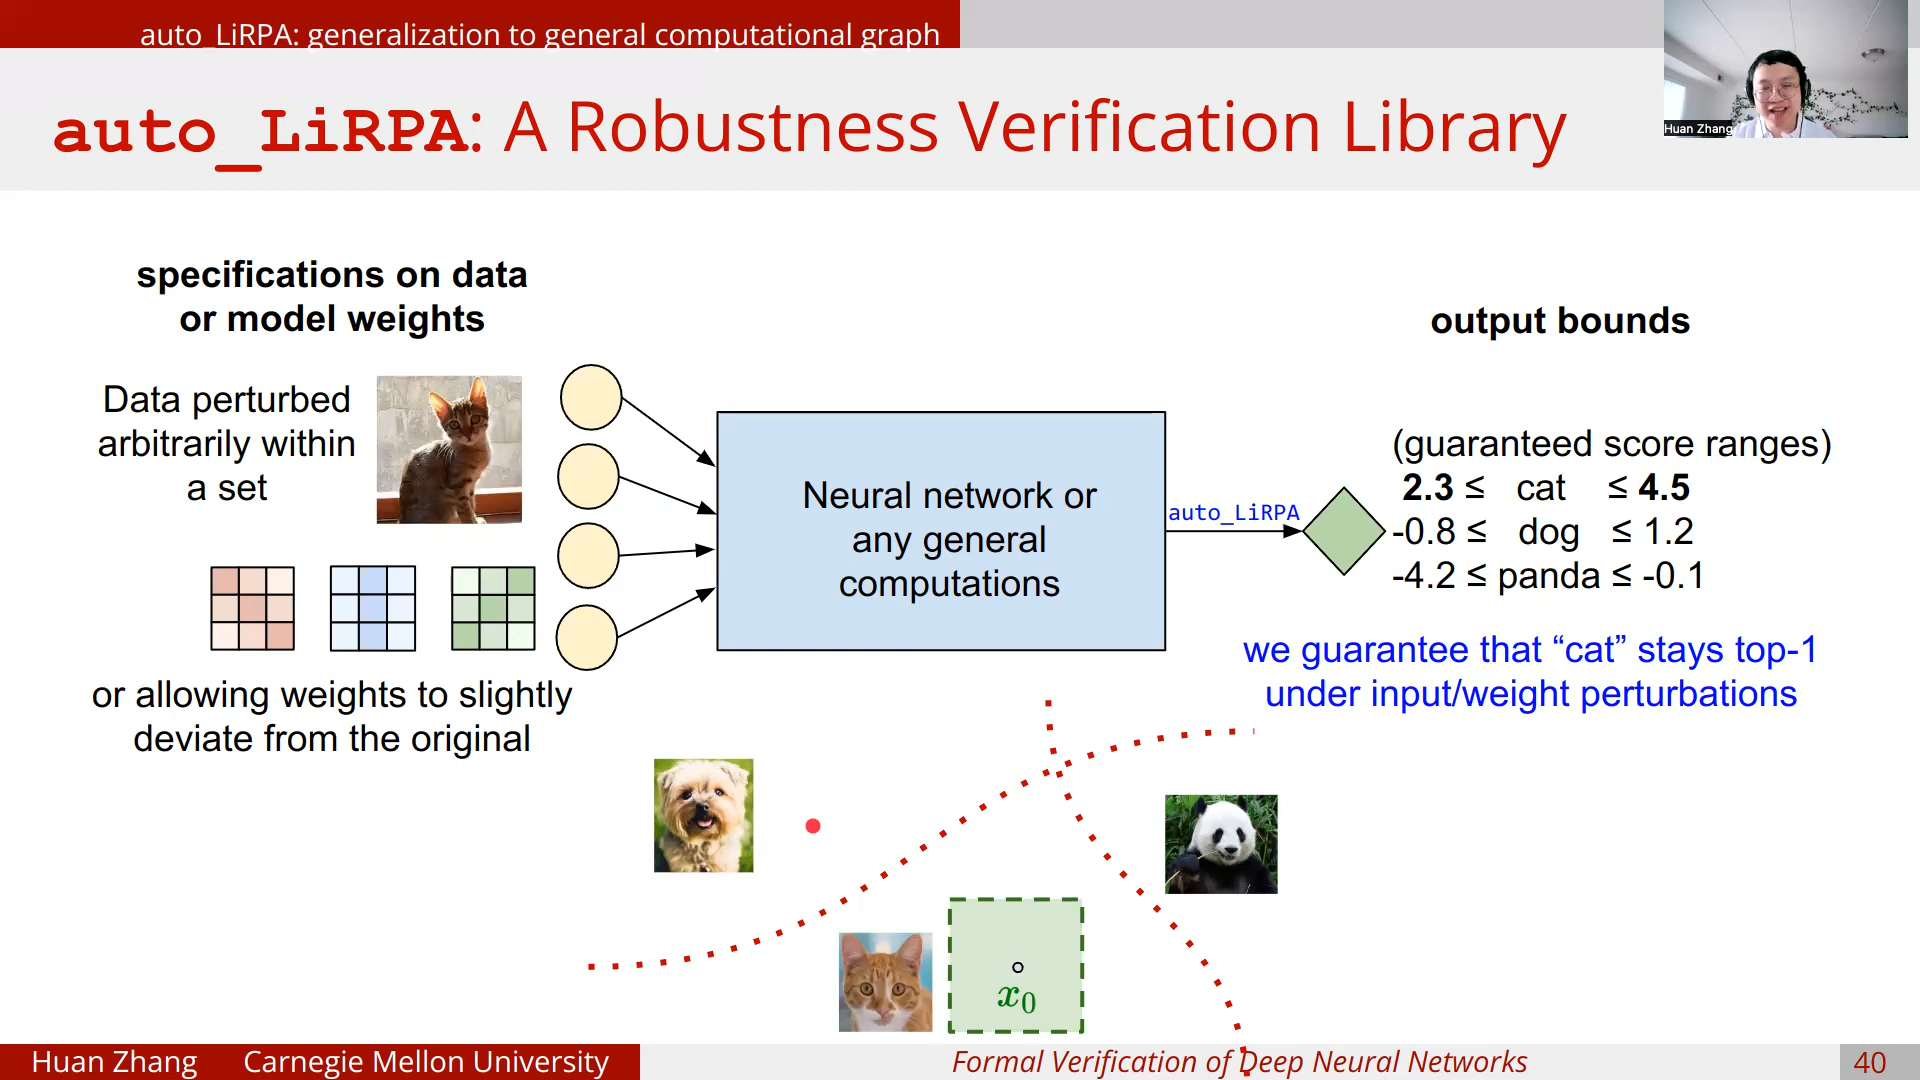 auto_LiRPA: generalization to general computational graph
auto_LiRPA: A Robustness Verification Library
Huan Zhang
specifications on data
or model weights
Data perturbed
arbitrarily within
a set
or allowing weights to slightly
deviate from the original
Neural network or
any general
computations
auto_LiRPA
output bounds
(guaranteed score ranges)
2.3 ≤ cat ≤ 4.5
-0.8 ≤ dog ≤ 1.2
-4.2 ≤ panda ≤ -0.1
we guarantee that “cat” stays top-1
under input/weight perturbations
x₀
Huan Zhang Carnegie Mellon University
Formal Verification of Deep Neural Networks
40